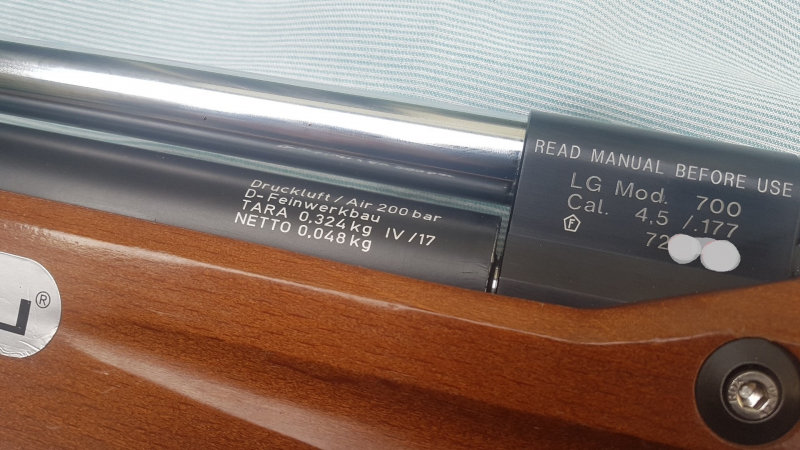 Druckluft / Air 200 bar
D-Feinwerkbau
TARA 0,324 kg IV /17
NETTO 0,048 kg
READ MANUAL BEFORE USE
LG Mod. 700
Cal. 4,5 /.177
F
72
L ®